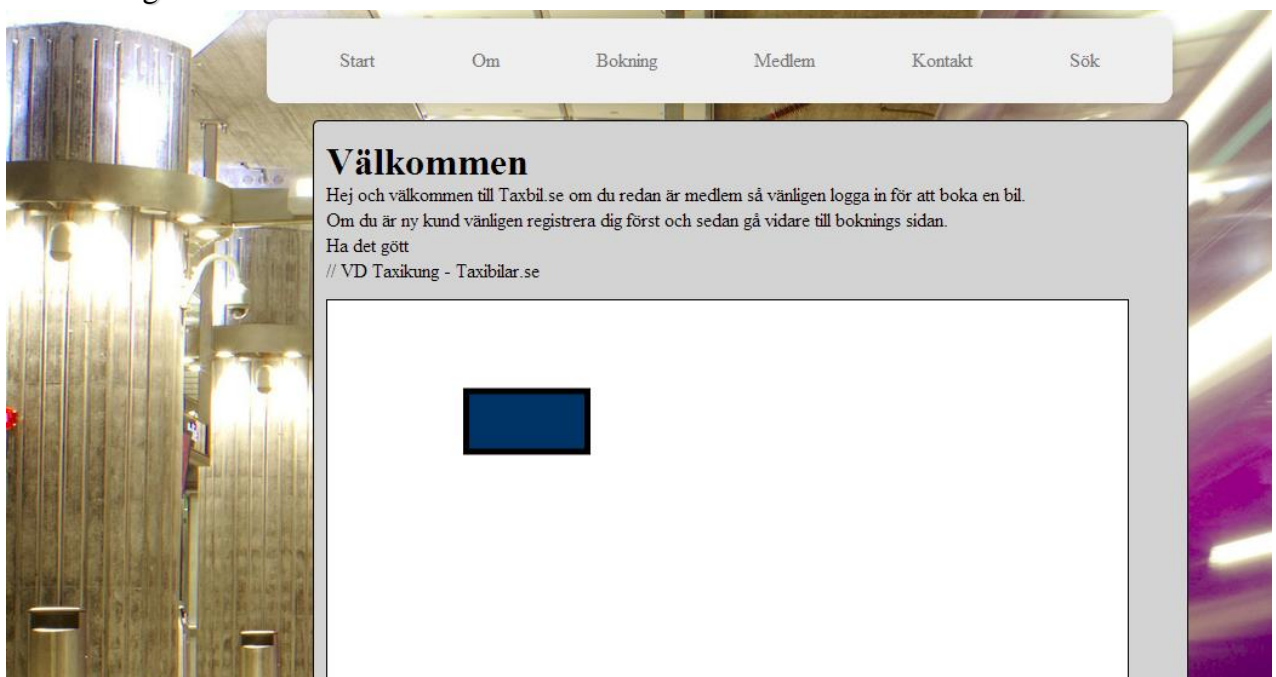 Start Om Bokning Medlem Kontakt Sök
Välkommen
Hej och välkommen till Taxbil.se om du redan är medlem så vänligen logga in för att boka en bil.
Om du är ny kund vänligen registrera dig först och sedan gå vidare till boknings sidan.
Ha det gött
// VD Taxikung - Taxibilar.se